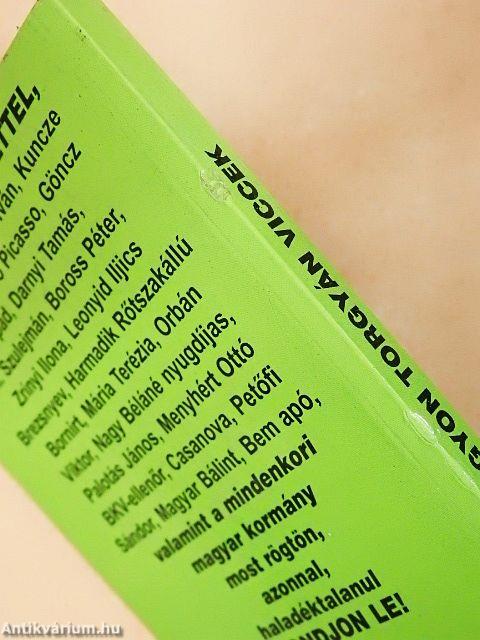 VICCEK
GYON TORGYÁN
TTEL,
Kuncze
Picasso, Göncz
Darnyi Tamás,
Szulejmán, Boross Péter,
Zrínyi Ilona, Leonyid Iljics
Brezsnyev, Harmadik Rőtszakállú
Bornirt, Mária Terézia, Orbán
Viktor, Nagy Béláné nyugdíjas,
Palotás János, Menyhért Ottó
BKV-ellenőr, Casanova, Petőfi
Sándor, Magyar Bálint, Bem apó,
valamint a mindenkori
magyar kormány
most rögtön,
azonnal,
haladéktalanul
NDJON LE!
Antikvárium.hu